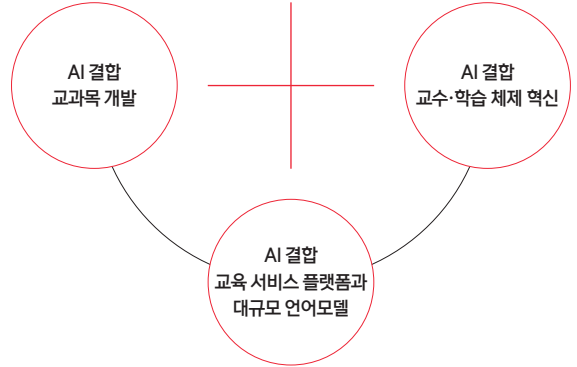 AI 결합
교과목 개발
AI 결합
교수·학습 체제 혁신
AI 결합
교육 서비스 플랫폼과
대규모 언어모델